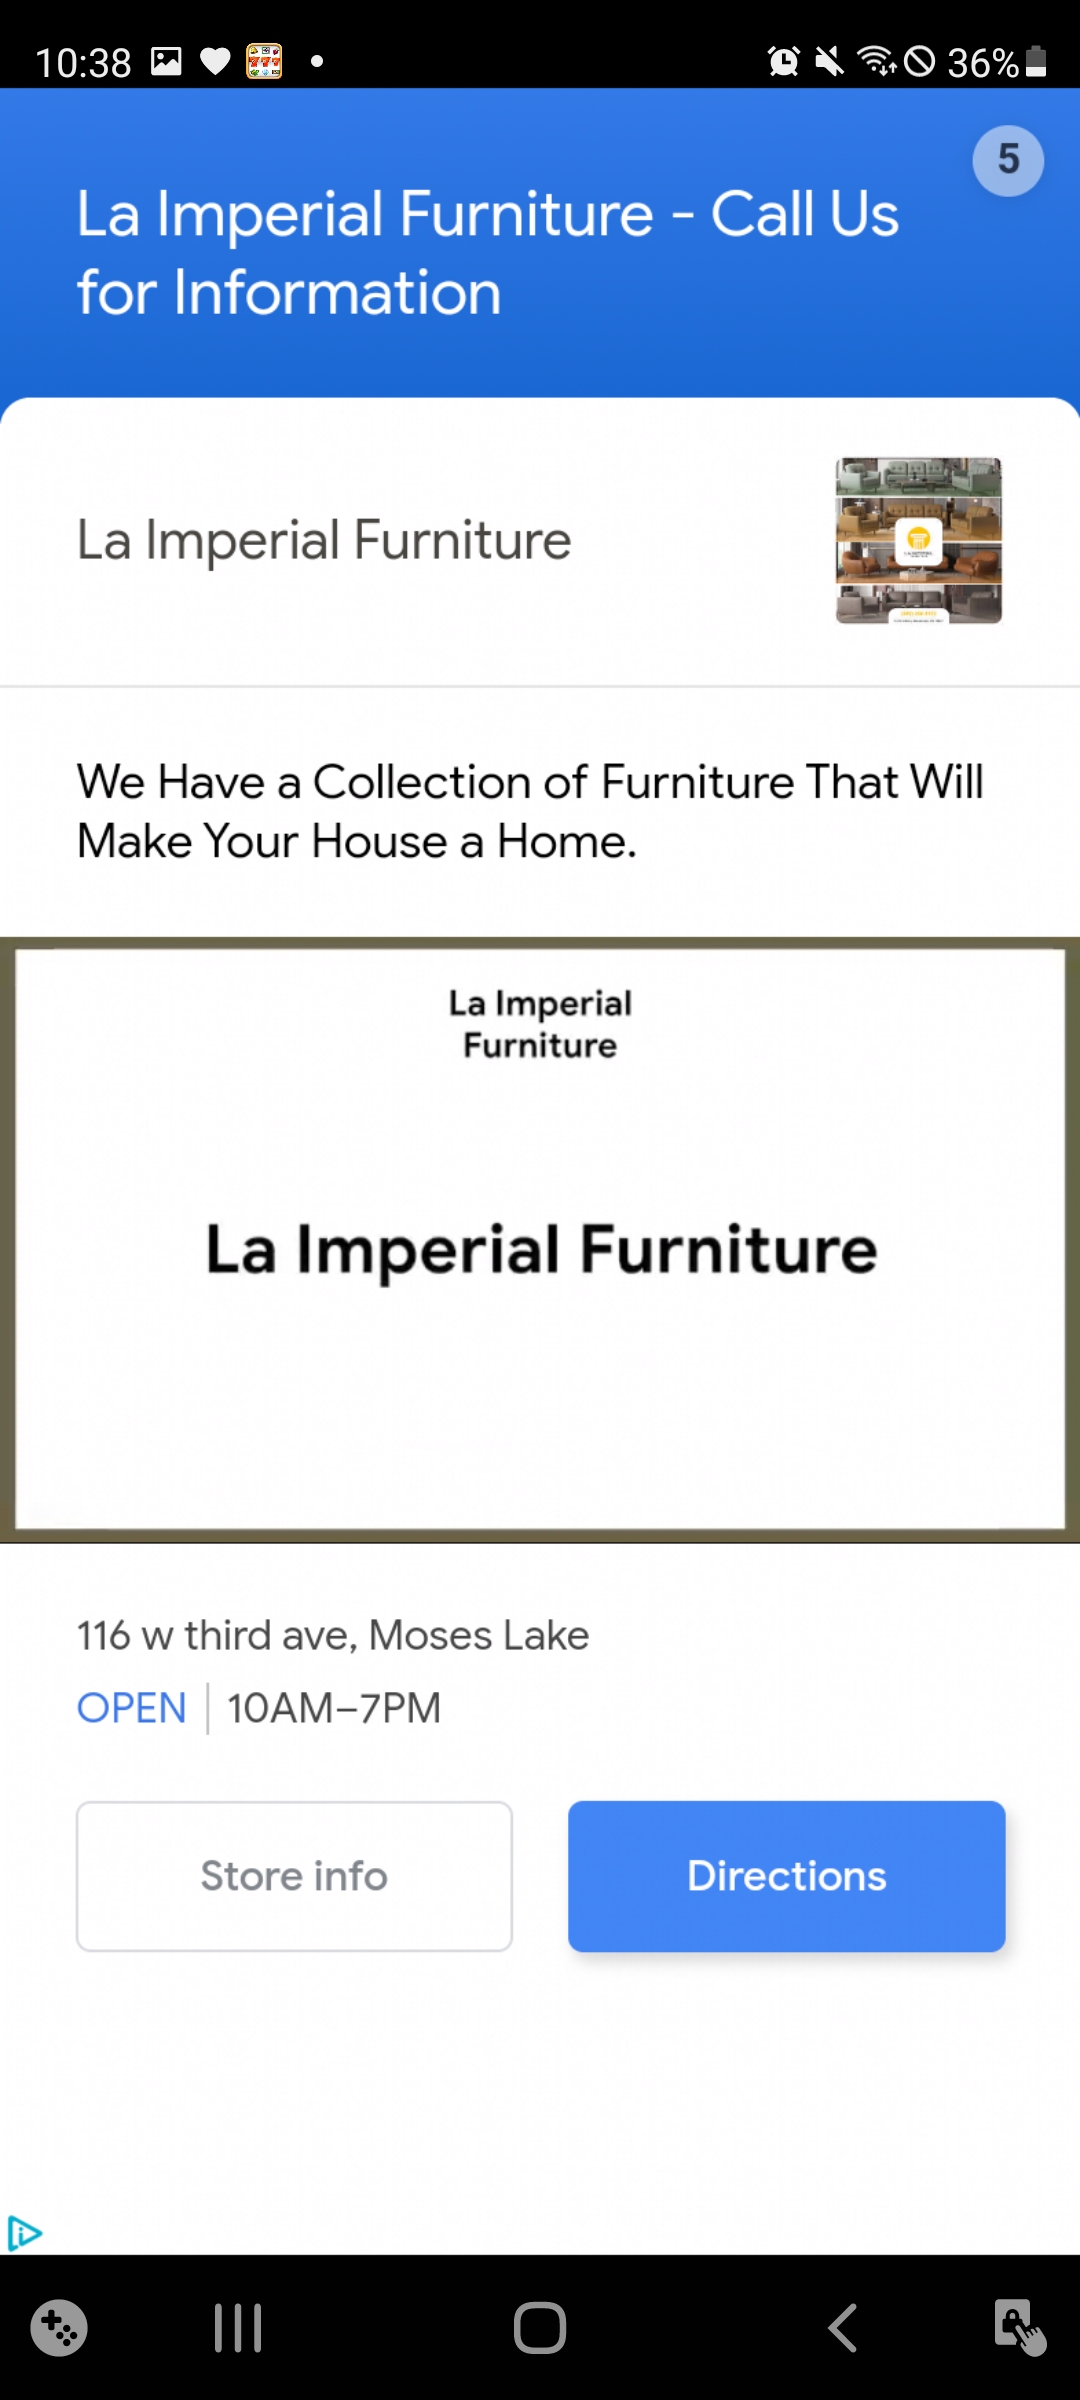 10:38
36%
5
La Imperial Furniture - Call Us
for Information
La Imperial Furniture
We Have a Collection of Furniture That Will
Make Your House a Home.
La Imperial
Furniture
La Imperial Furniture
116 w third ave, Moses Lake
OPEN | 10AM–7PM
Store info
Directions